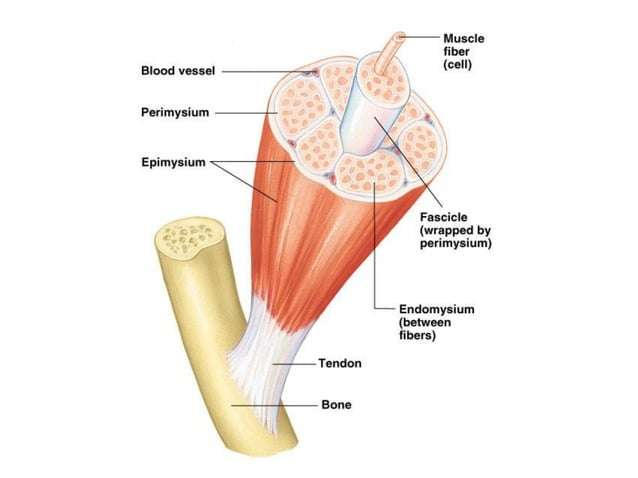 Muscle
fiber
(cell)
Blood vessel
Perimysium
Epimysium
Fascicle
(wrapped by
perimysium)
Endomysium
(between
fibers)
Tendon
Bone